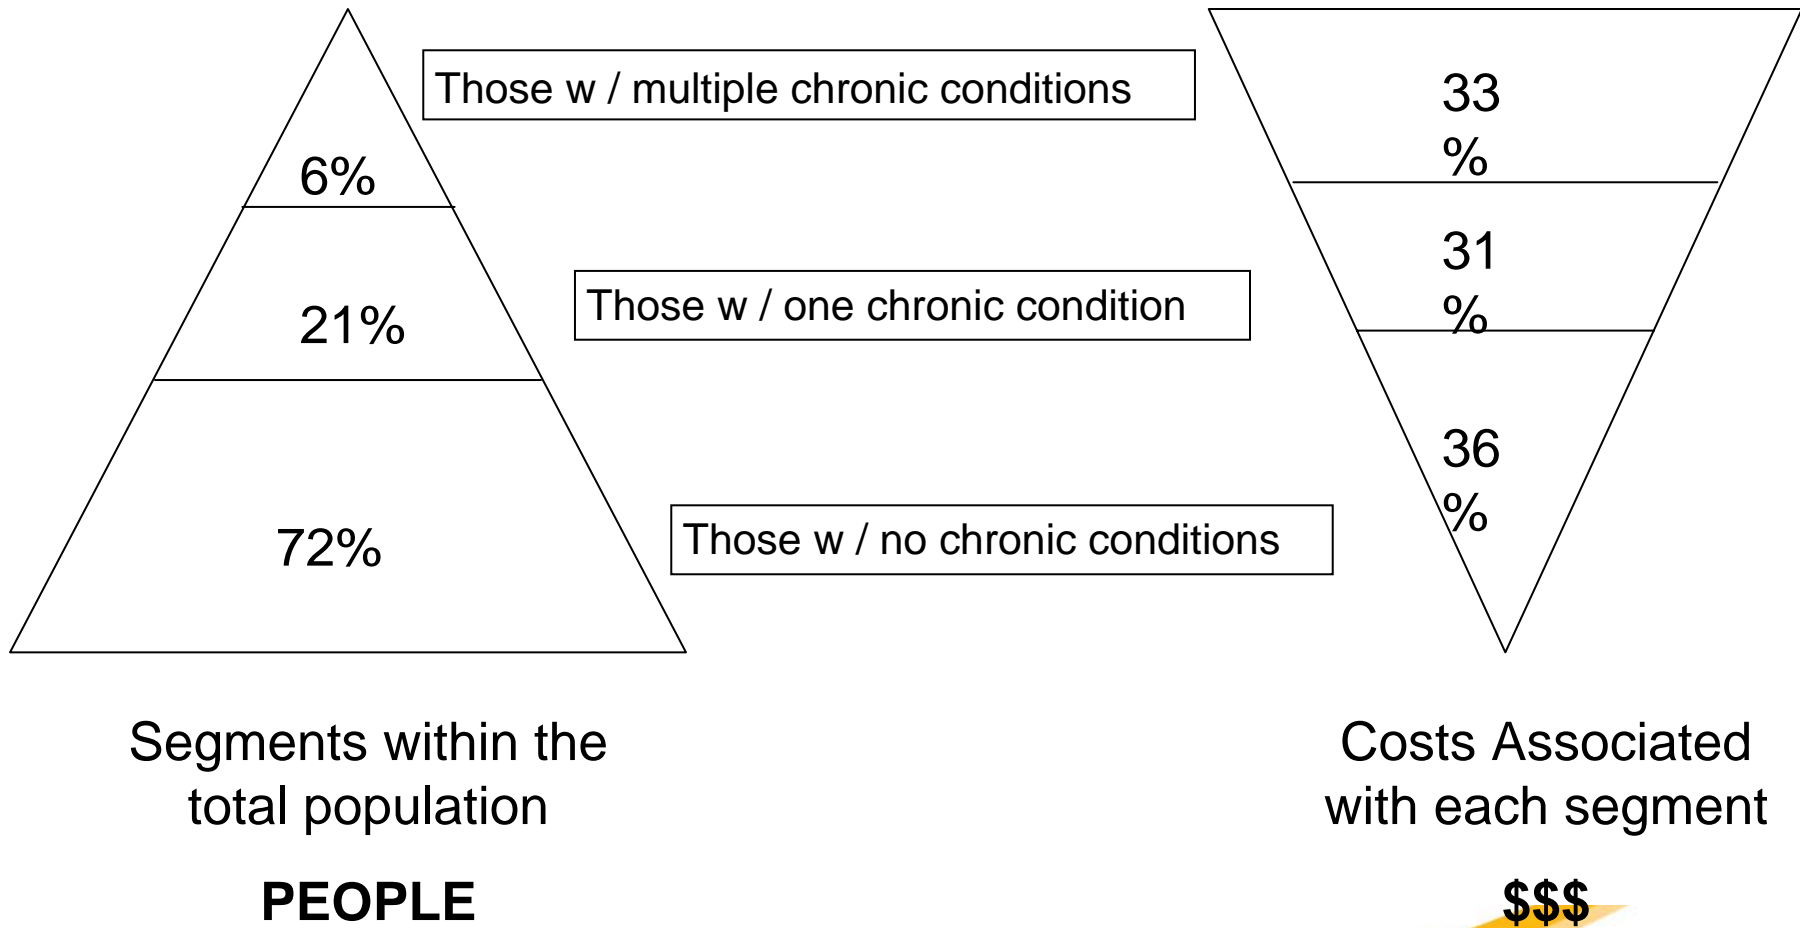 Those w / multiple chronic conditions
6%
33
%
Those w / one chronic condition
21%
31
%
Those w / no chronic conditions
72%
36
%
Segments within the
total population
PEOPLE
Costs Associated
with each segment
$$$